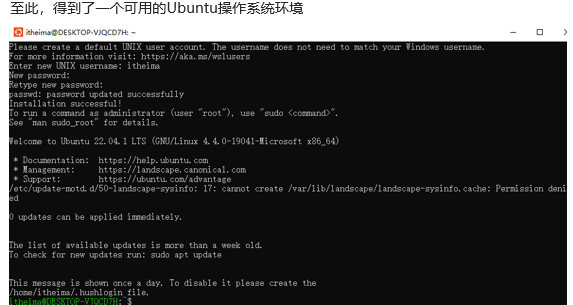 至此，得到了一个可用的Ubuntu操作系统环境
itheima@DESKTOP-VJQCD7H: ~
Please create a default UNIX user account. The username does not need to match your Windows username.
For more information visit: https://aka.ms/wslusers
Enter new UNIX username: itheima
New password:
Retype new password:
passwd: password updated successfully
Installation successful!
To run a command as administrator (user "root"), use "sudo <command>".
See "man sudo_root" for details.
Welcome to Ubuntu 22.04.1 LTS (GNU/Linux 4.4.0-19041-Microsoft x86_64)
* Documentation: https://help.ubuntu.com
* Management: https://landscape.canonical.com
* Support: https://ubuntu.com/advantage
/etc/update-motd.d/50-landscape-sysinfo: 17: cannot create /var/lib/landscape/landscape-sysinfo.cache: Permission deni
ed
0 updates can be applied immediately.
The list of available updates is more than a week old.
To check for new updates run: sudo apt update
This message is shown once a day. To disable it please create the
/home/itheima/.hushlogin file.
itheima@DESKTOP-VJQCD7H:~$